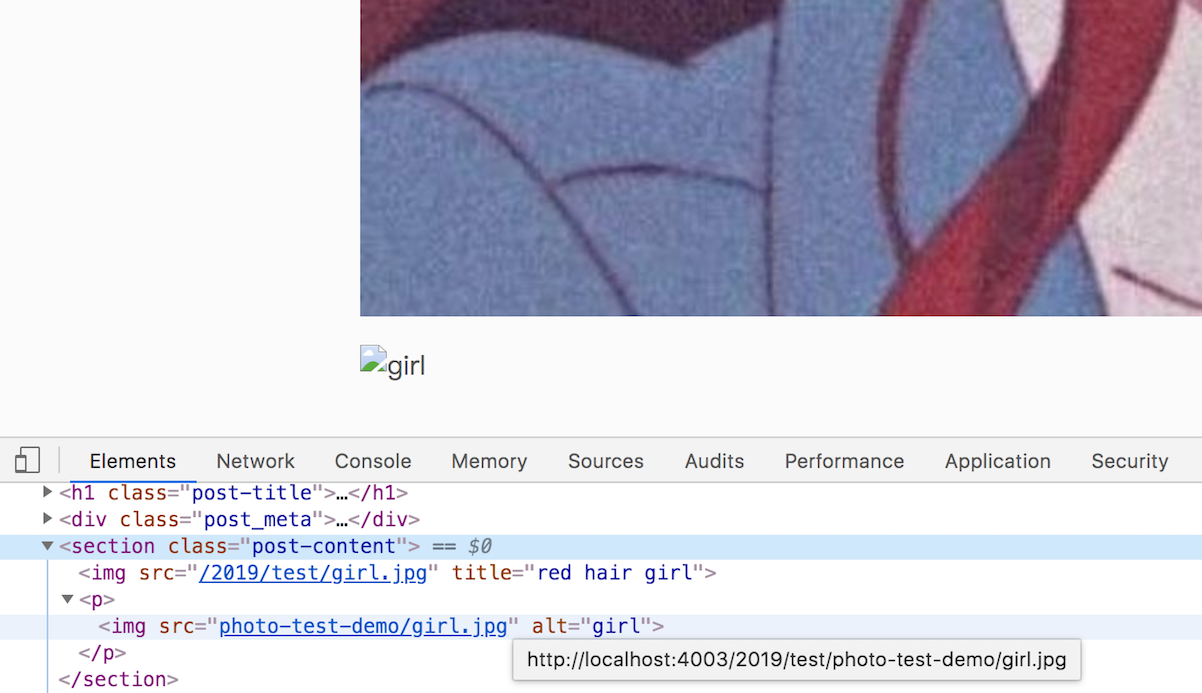 girl
Elements Network Console Memory Sources Audits Performance Application Security
<h1 class="post-title">…</h1>
<div class="post_meta">…</div>
<section class="post-content"> == $0
<img src="/2019/test/girl.jpg" title="red hair girl">
<p>
<img src="photo-test-demo/girl.jpg" alt="girl">
</p>
http://localhost:4003/2019/test/photo-test-demo/girl.jpg
</section>